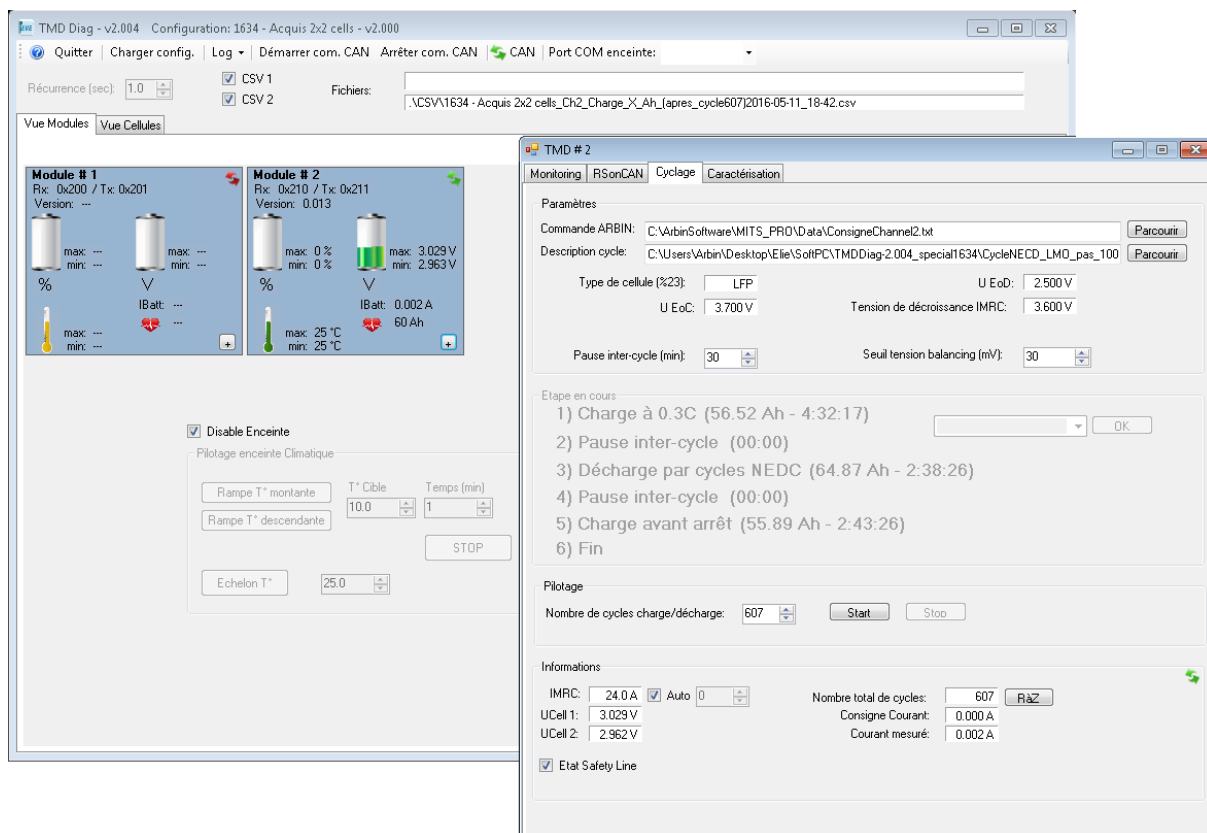 TMD Diag - v2.004 Configuration: 1634 - Acquis 2x2 cells - v2.000
Quitter Charger config. Log Démarrer com. CAN Arrêter com. CAN CAN Port COM enceinte:
Récurrence (sec): 1.0
CSV 1
CSV 2
Fichiers:
.\CSV\1634 - Acquis 2x2 cells_Ch2_Charge_X_Ah_(apres_cycle607)2016-05-11_18-42.csv
Vue Modules Vue Cellules
Module # 1
Rx: 0x200 / Tx: 0x201
Version: ---
max: ---
min: ---
max: ---
min: ---
% V
IBatt: ---
---
max: ---
min: ---
+
Module # 2
Rx: 0x210 / Tx: 0x211
Version: 0.013
max: 0 %
min: 0 %
max: 3.029 V
min: 2.963 V
% V
IBatt: 0.002 A
60 Ah
max: 25 °C
min: 25 °C
+
Disable Enceinte
Pilotage enceinte Climatique
Rampe T° montante
Rampe T° descendante
T° Cible Temps (min)
10.0 1
STOP
Echelon T° 25.0
TMD # 2
Monitoring RSonCAN Cyclage Caractérisation
Paramètres
Commande ARBIN: C:\ArbinSoftware\MITS_PRO\Data\ConsigneChannel2.txt Parcourir
Description cycle: C:\Users\Arbin\Desktop\Elie\SoftPC\TMDDiag-2.004_special1634\CycleNECD_LMO_pas_100 Parcourir
Type de cellule (%23): LFP U EoD: 2.500 V
U EoC: 3.700 V Tension de décroissance IMRC: 3.600 V
Pause inter-cycle (min): 30 Seuil tension balancing (mV): 30
Etape en cours
1) Charge à 0.3C (56.52 Ah - 4:32:17)
OK
2) Pause inter-cycle (00:00)
3) Décharge par cycles NEDC (64.87 Ah - 2:38:26)
4) Pause inter-cycle (00:00)
5) Charge avant arrêt (55.89 Ah - 2:43:26)
6) Fin
Pilotage
Nombre de cycles charge/décharge: 607 Start Stop
Informations
IMRC: 24.0 A Auto 0 Nombre total de cycles: 607 RàZ
UCell 1: 3.029 V Consigne Courant: 0.000 A
UCell 2: 2.962 V Courant mesuré: 0.002 A
Etat Safety Line